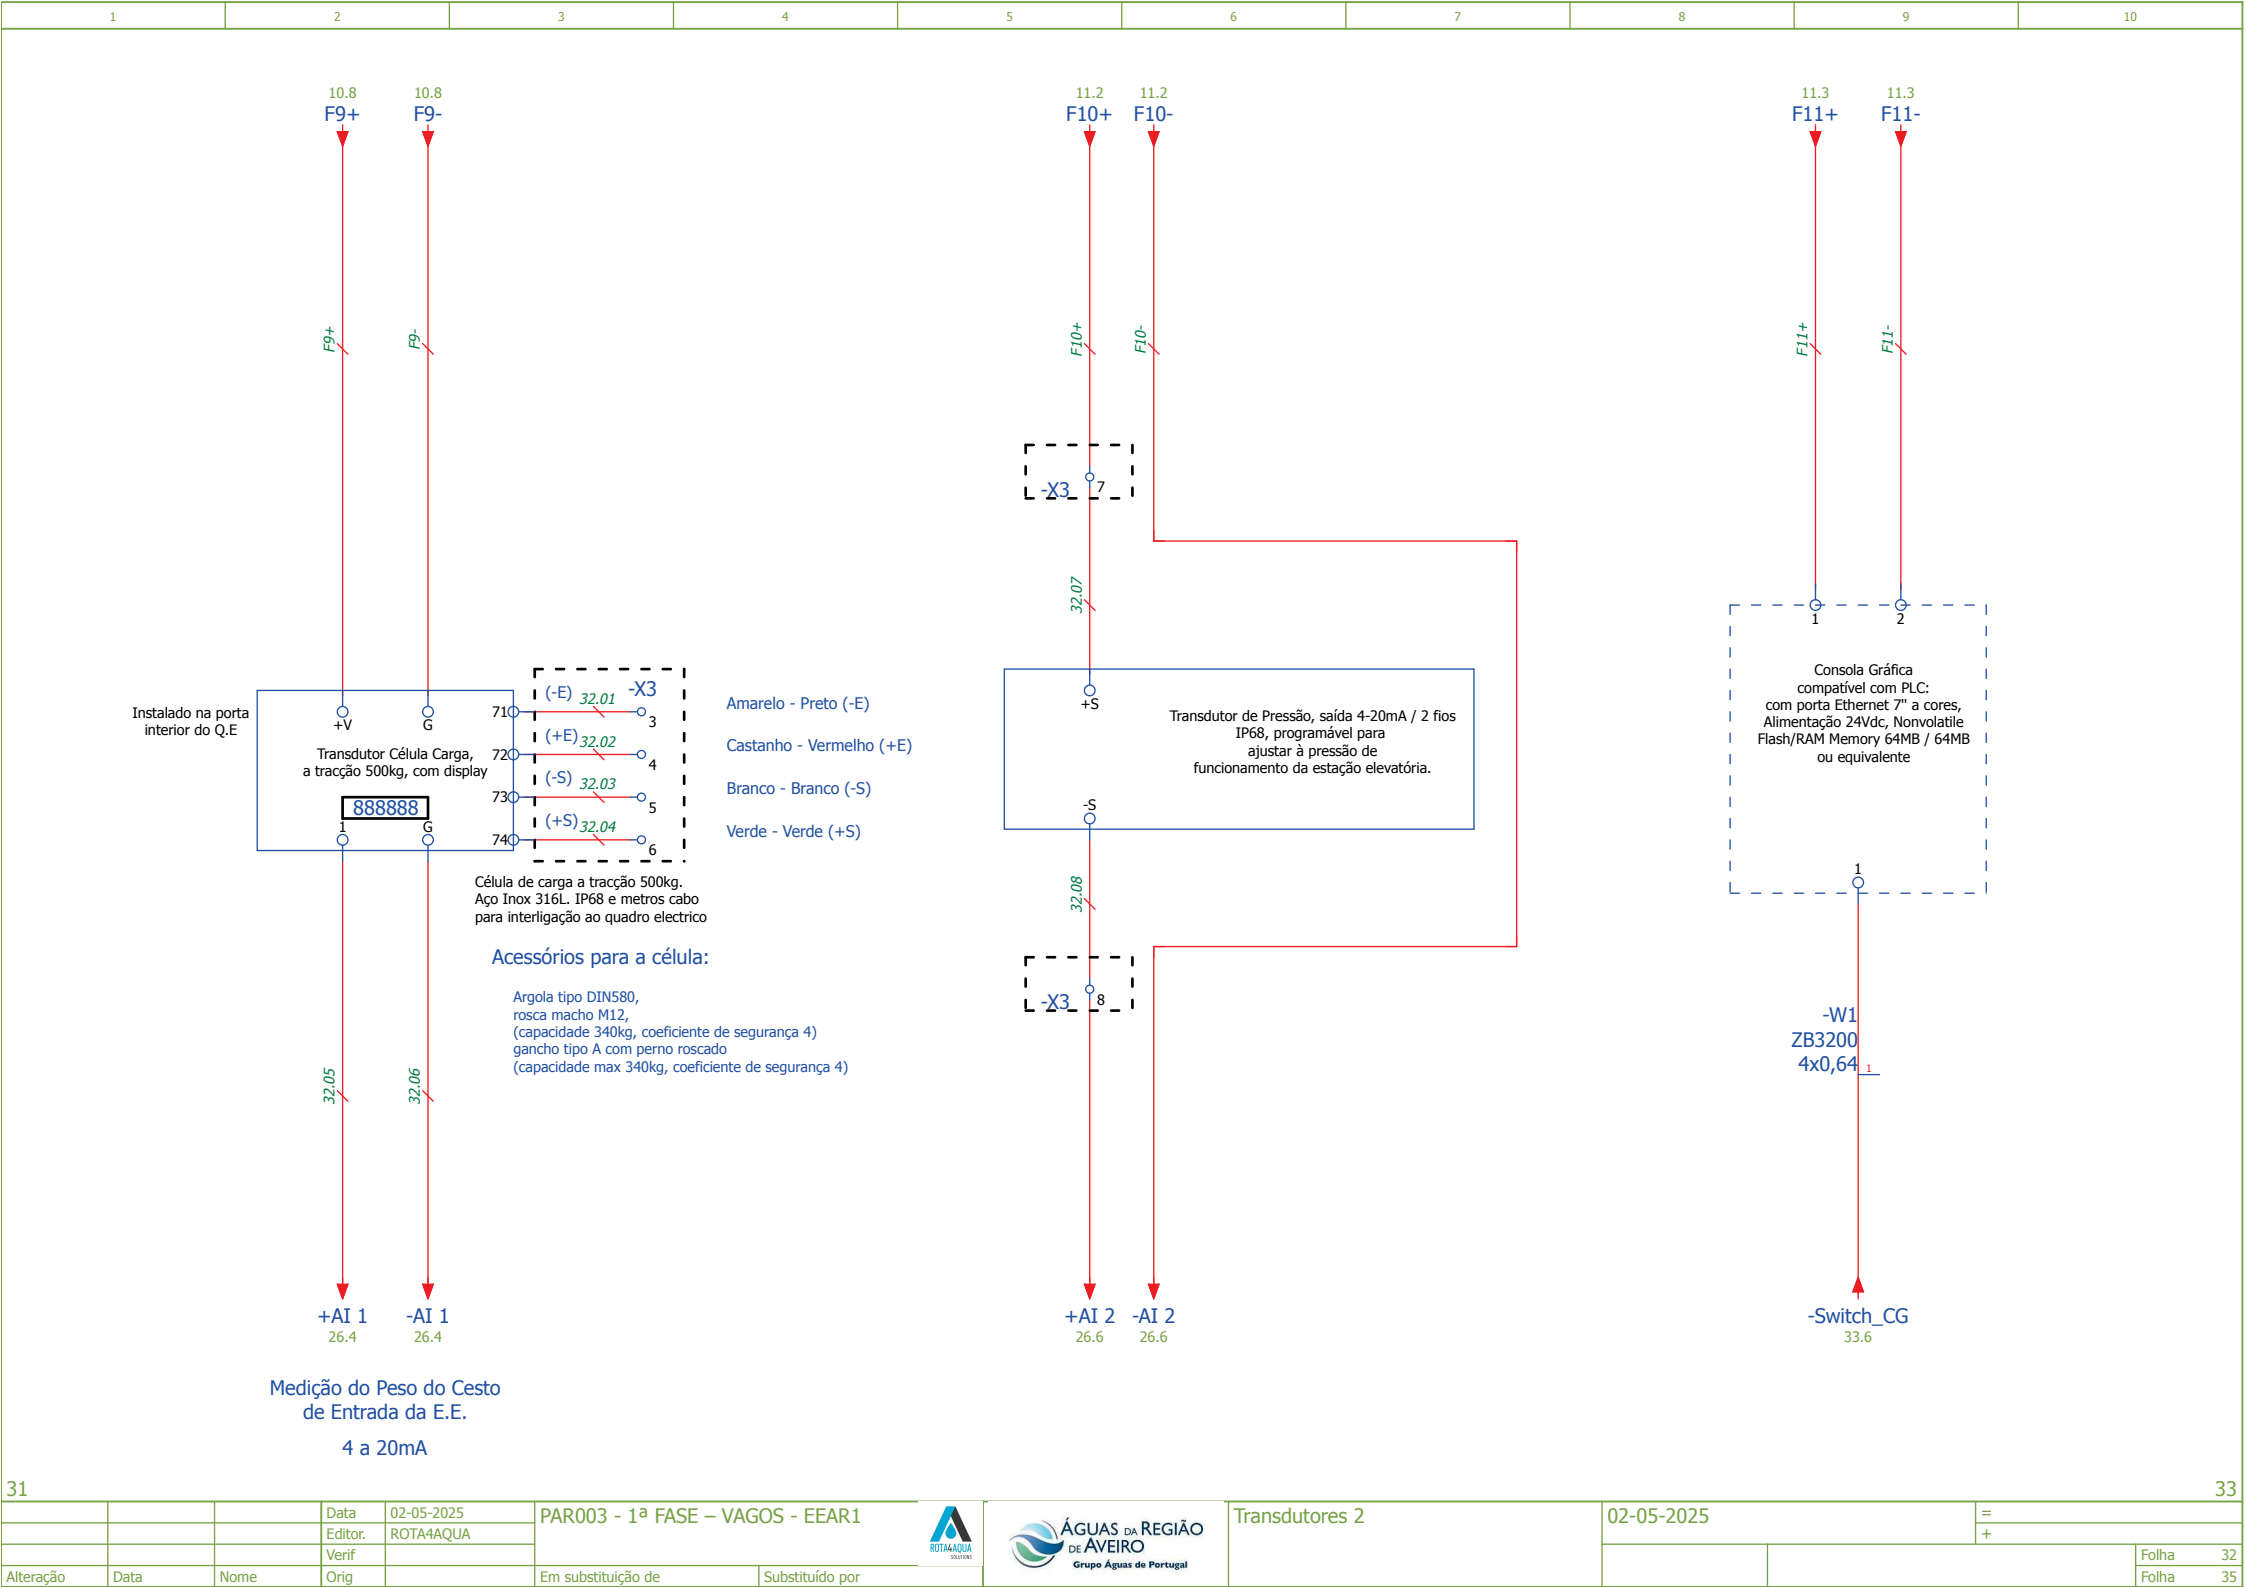 1 2 3 4 5 6 7 8 9 10
10.8 10.8 11.2 11.2 11.3 11.3
F9+ F9- F10+ F10- F11+ F11-
F9+ F9- F10+ F10- F11+ F11-
-X3 7
32.07
1 2
Instalado na porta
interior do Q.E
+V G
Transdutor Célula Carga,
a tracção 500kg, com display
888888
1 G
71 (-E) 32.01 -X3 3
72 (+E) 32.02 4
73 (-S) 32.03 5
74 (+S) 32.04 6
Amarelo - Preto (-E)
Castanho - Vermelho (+E)
Branco - Branco (-S)
Verde - Verde (+S)
Célula de carga a tracção 500kg.
Aço Inox 316L. IP68 e metros cabo
para interligação ao quadro electrico
Acessórios para a célula:
Argola tipo DIN580,
rosca macho M12,
(capacidade 340kg, coeficiente de segurança 4)
gancho tipo A com perno roscado
(capacidade max 340kg, coeficiente de segurança 4)
+S
Transdutor de Pressão, saída 4-20mA / 2 fios
IP68, programável para
ajustar à pressão de
funcionamento da estação elevatória.
-S
32.08
-X3 8
Consola Gráfica
compatível com PLC:
com porta Ethernet 7" a cores,
Alimentação 24Vdc, Nonvolatile
Flash/RAM Memory 64MB / 64MB
ou equivalente
1
-W1
ZB3200
4x0,64 1
32.05 32.06
+AI 1 -AI 1 +AI 2 -AI 2 -Switch_CG
26.4 26.4 26.6 26.6 33.6
Medição do Peso do Cesto
de Entrada da E.E.
4 a 20mA
31 33
Data 02-05-2025
Editor. ROTA4AQUA
Verif
Alteração Data Nome Orig
PAR003 - 1ª FASE – VAGOS - EEAR1
Em substituição de Substituído por
ROTA4AQUA
SOLUTIONS
ÁGUAS DA REGIÃO
DE AVEIRO
Grupo Águas de Portugal
Transdutores 2
02-05-2025
=
+
Folha 32
Folha 35